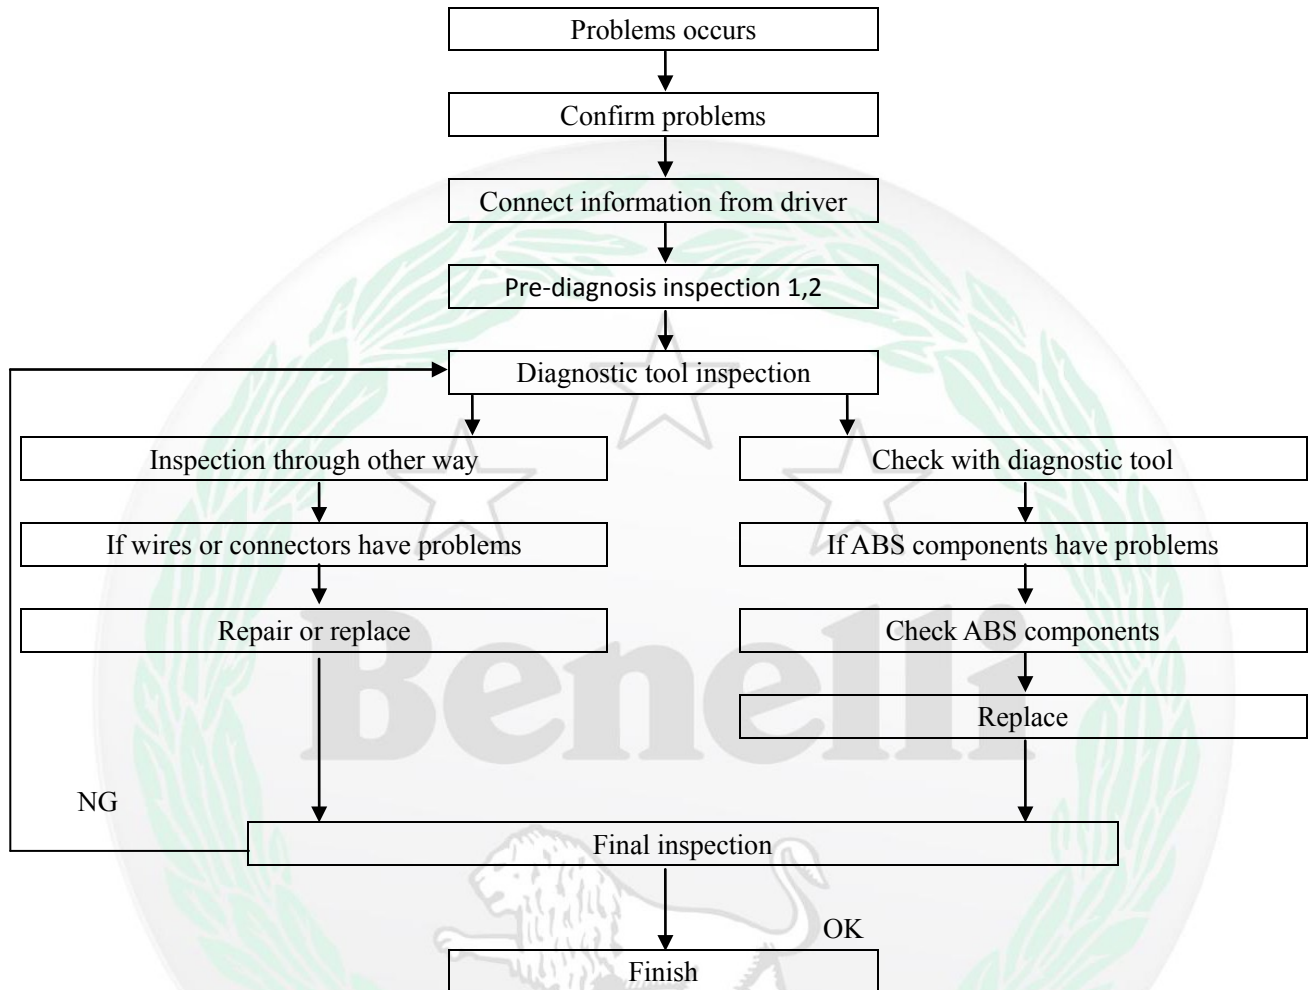 Problems occurs
Confirm problems
Connect information from driver
Pre-diagnosis inspection 1,2
Diagnostic tool inspection
Inspection through other way
Check with diagnostic tool
If wires or connectors have problems
If ABS components have problems
Repair or replace
Check ABS components
Benelli
Replace
NG
Final inspection
OK
Finish